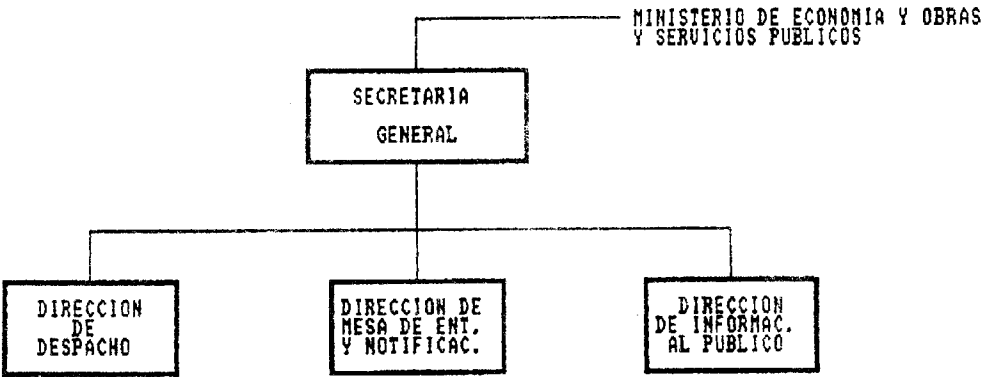 MINISTERIO DE ECONOMIA Y OBRAS
Y SERVICIOS PUBLICOS
SECRETARIA
GENERAL
DIRECCION
DE
DESPACHO
DIRECCION DE
MESA DE ENT.
Y NOTIFICAC.
DIRECCION
DE INFORMAC.
AL PUBLICO